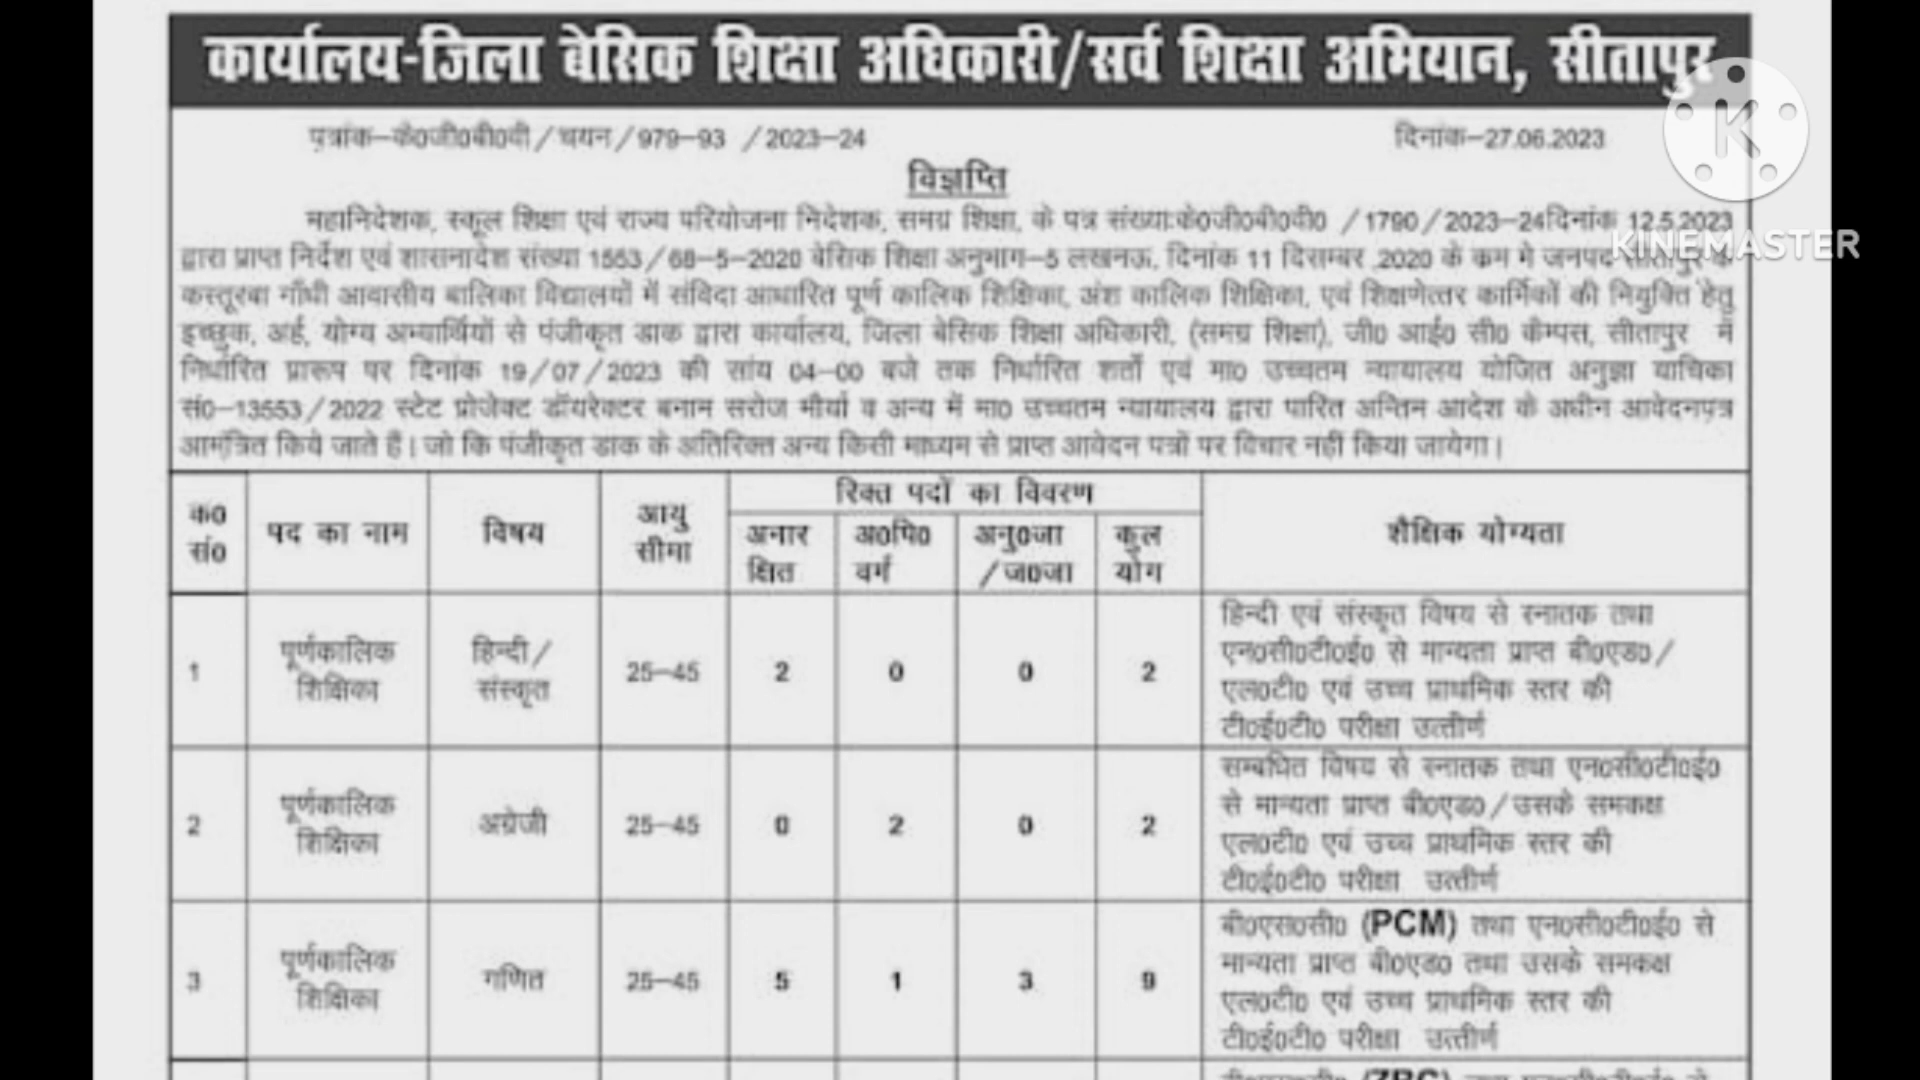 कार्यालय-जिला बेसिक शिक्षा अधिकारी/सर्व शिक्षा अभियान, सीतापुर
पत्रांक-के0जी0बी0वी/चयन/979-93 /2023-24 दिनांक-27.06.2023
विज्ञप्ति
महानिदेशक, स्कूल शिक्षा एवं राज्य परियोजना निदेशक, समग्र शिक्षा, के पत्र संख्या:के0जी0बी0वी0 /1790/2023-24दिनांक 12.5.2023
द्वारा प्राप्त निर्देश एवं शासनादेश संख्या 1553/68-5-2020 बेसिक शिक्षा अनुभाग-5 लखनऊ, दिनांक 11 दिसम्बर ,2020 के कम मे जनपद सीतापुर के
कस्तूरबा गाँधी आवासीय बालिका विद्यालयों में संविदा आधारित पूर्ण कालिक शिक्षिका, अंश कालिक शिक्षिका, एवं शिक्षणेत्तर कार्मिकों की नियुक्ति हेतु
इच्छुक, अर्ह, योग्य अभ्यार्थियों से पंजीकृत डाक द्वारा कार्यालय, जिला बेसिक शिक्षा अधिकारी, (समग्र शिक्षा), जी0 आई0 सी0 कैम्पस, सीतापुर में
निर्धारित प्रारूप पर दिनांक 19/07/2023 की सांय 04-00 बजे तक निर्धारित शर्तो एवं मा0 उच्चतम न्यायालय योजित अनुज्ञा याचिका
सं0-13553/2022 स्टेट प्रोजेक्ट डॉयरेक्टर बनाम सरोज मौर्या व अन्य में मा0 उच्चतम न्यायालय द्वारा पारित अन्तिम आदेश के अधीन आवेदनपत्र
आमंत्रित किये जाते हैं। जो कि पंजीकृत डाक के अतिरिक्त अन्य किसी माध्यम से प्राप्त आवेदन पत्रों पर विचार नहीं किया जायेगा।
KINEMASTER
क0 सं0 पद का नाम विषय आयु सीमा रिक्त पदों का विवरण शैक्षिक योग्यता
अनार क्षित अ0पि0 वर्ग अनु0जा /ज0जा कुल योग
1 पूर्णकालिक शिक्षिका हिन्दी/ संस्कृत 25-45 2 0 0 2
हिन्दी एवं संस्कृत विषय से स्नातक तथा
एन0सी0टी0ई0 से मान्यता प्राप्त बी0एड0/
एल0टी0 एवं उच्च प्राथमिक स्तर की
टी0ई0टी0 परीक्षा उत्तीर्ण
2 पूर्णकालिक शिक्षिका अग्रेजी 25-45 0 2 0 2
सम्बधित विषय से स्नातक तथा एन0सी0टी0ई0
से मान्यता प्राप्त बी0एड0/उसके समकक्ष
एल0टी0 एवं उच्च प्राथमिक स्तर की
टी0ई0टी0 परीक्षा उत्तीर्ण
3 पूर्णकालिक शिक्षिका गणित 25-45 5 1 3 9
बी0एस0सी0 (PCM) तथा एन0सी0टी0ई0 से
मान्यता प्राप्त बी0एड0 तथा उसके समकक्ष
एल0टी0 एवं उच्च प्राथमिक स्तर की
टी0ई0टी0 परीक्षा उत्तीर्ण